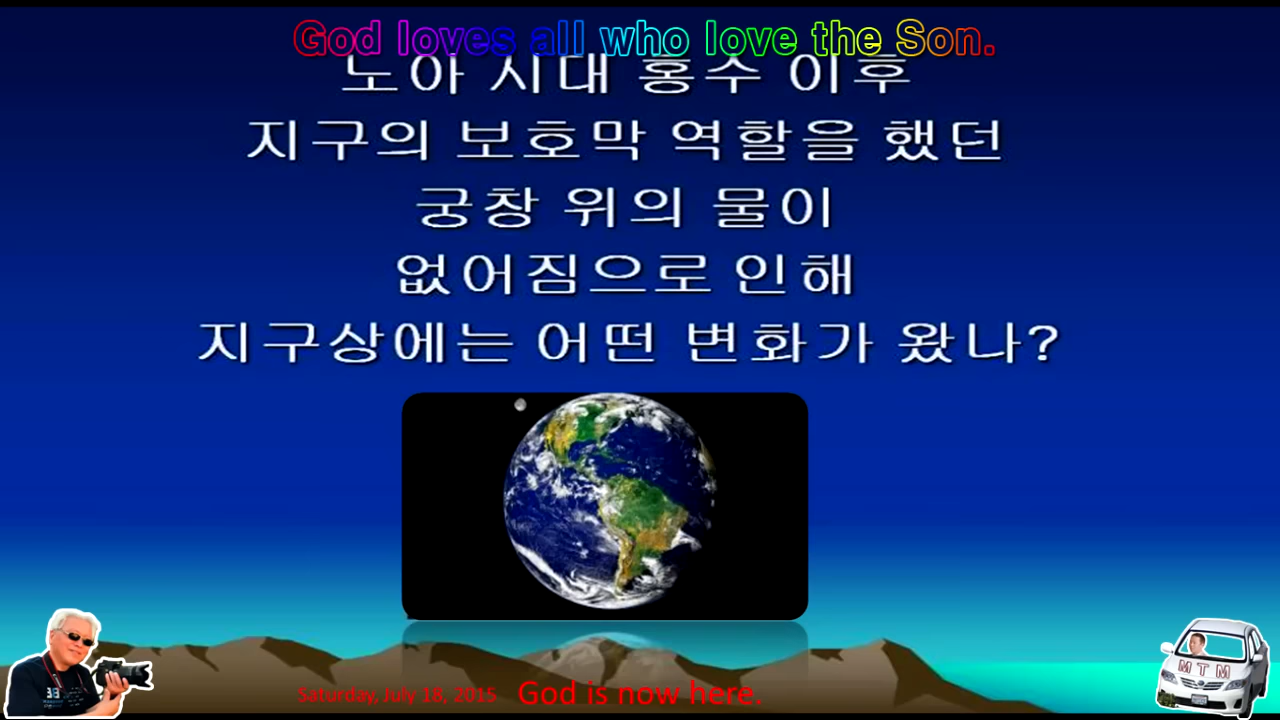 God loves all who love the Son.
노아 시대 홍수 이후
지구의 보호막 역할을 했던
궁창 위의 물이
없어짐으로 인해
지구상에는 어떤 변화가 왔나?
Saturday, July 18, 2015 God is now here.
M T M